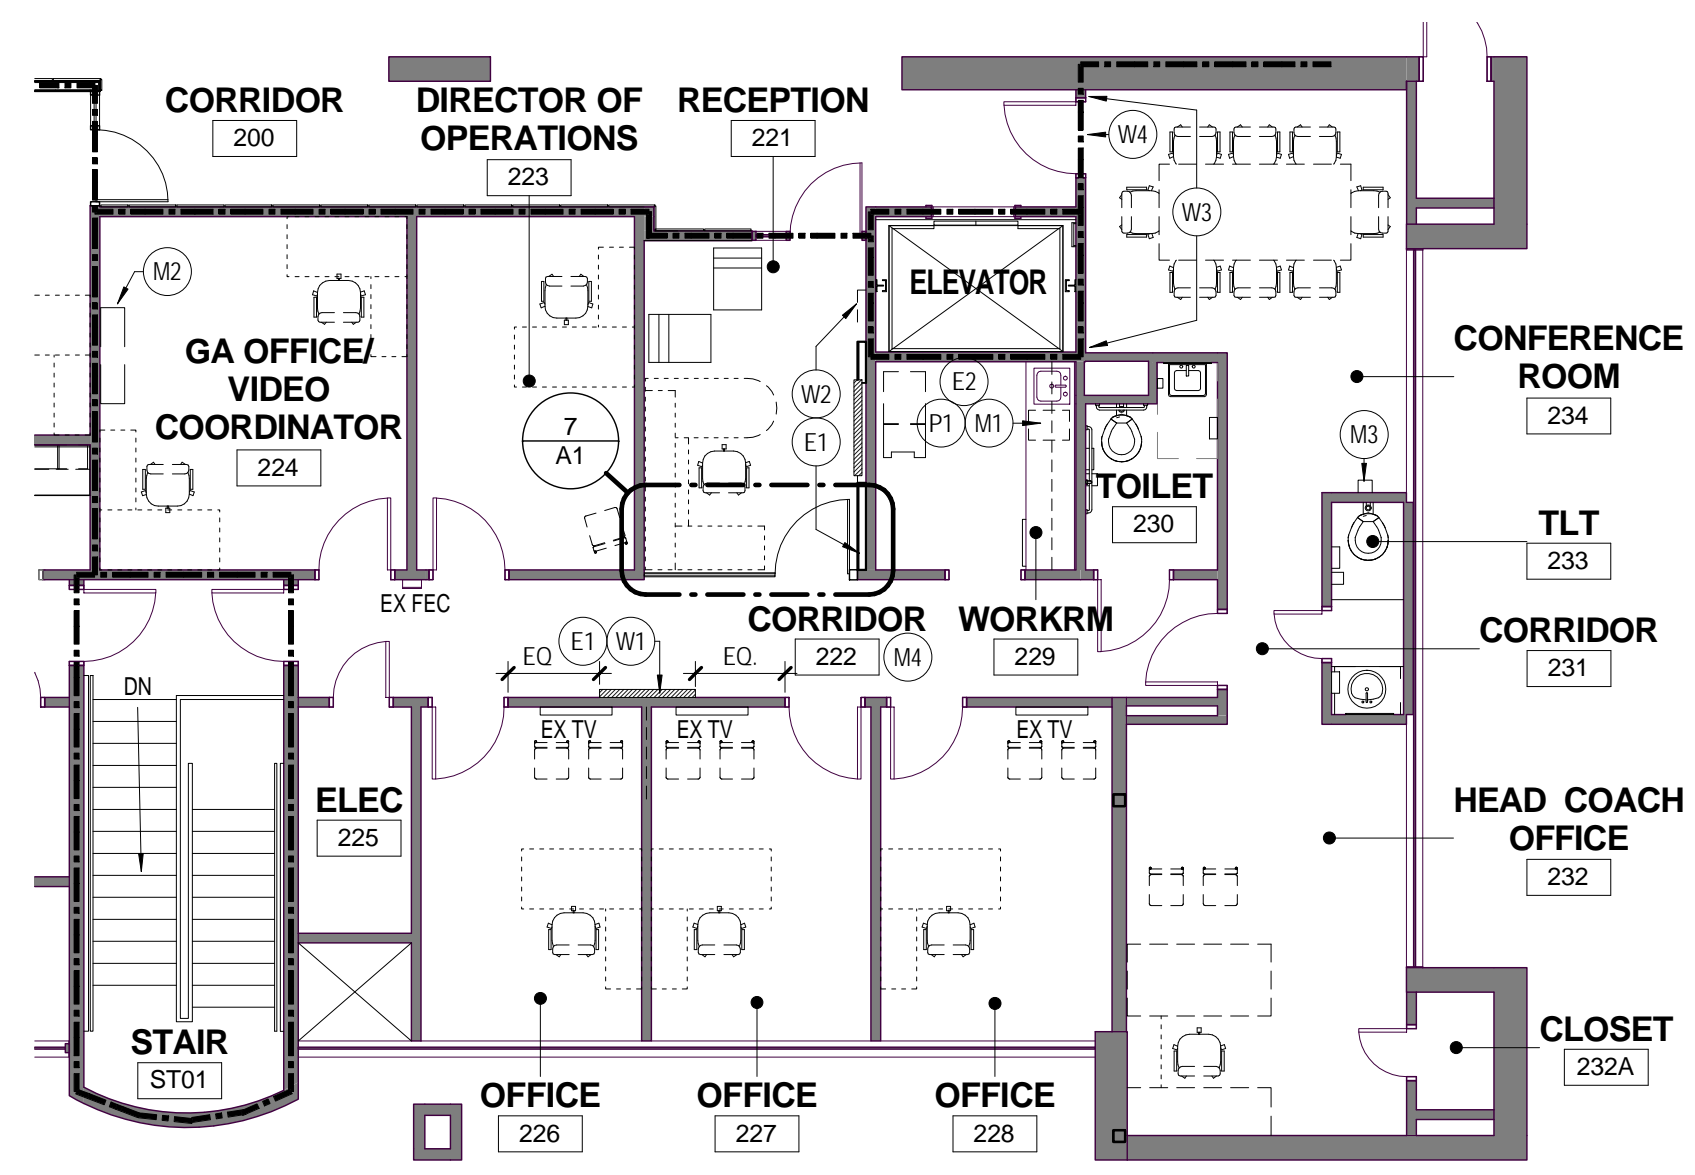 CORRIDOR
200
DIRECTOR OF
OPERATIONS
223
RECEPTION
221
W4
W3
M2
ELEVATOR
GA OFFICE/
VIDEO
COORDINATOR
224
7
A1
W2
E1
E2
P1
M1
CONFERENCE
ROOM
234
M3
TOILET
230
TLT
233
EX FEC
CORRIDOR
222
M4
WORKRM
229
CORRIDOR
231
EQ
E1
W1
EQ.
DN
EX TV
EX TV
EX TV
ELEC
225
HEAD COACH
OFFICE
232
STAIR
ST01
CLOSET
232A
OFFICE
226
OFFICE
227
OFFICE
228